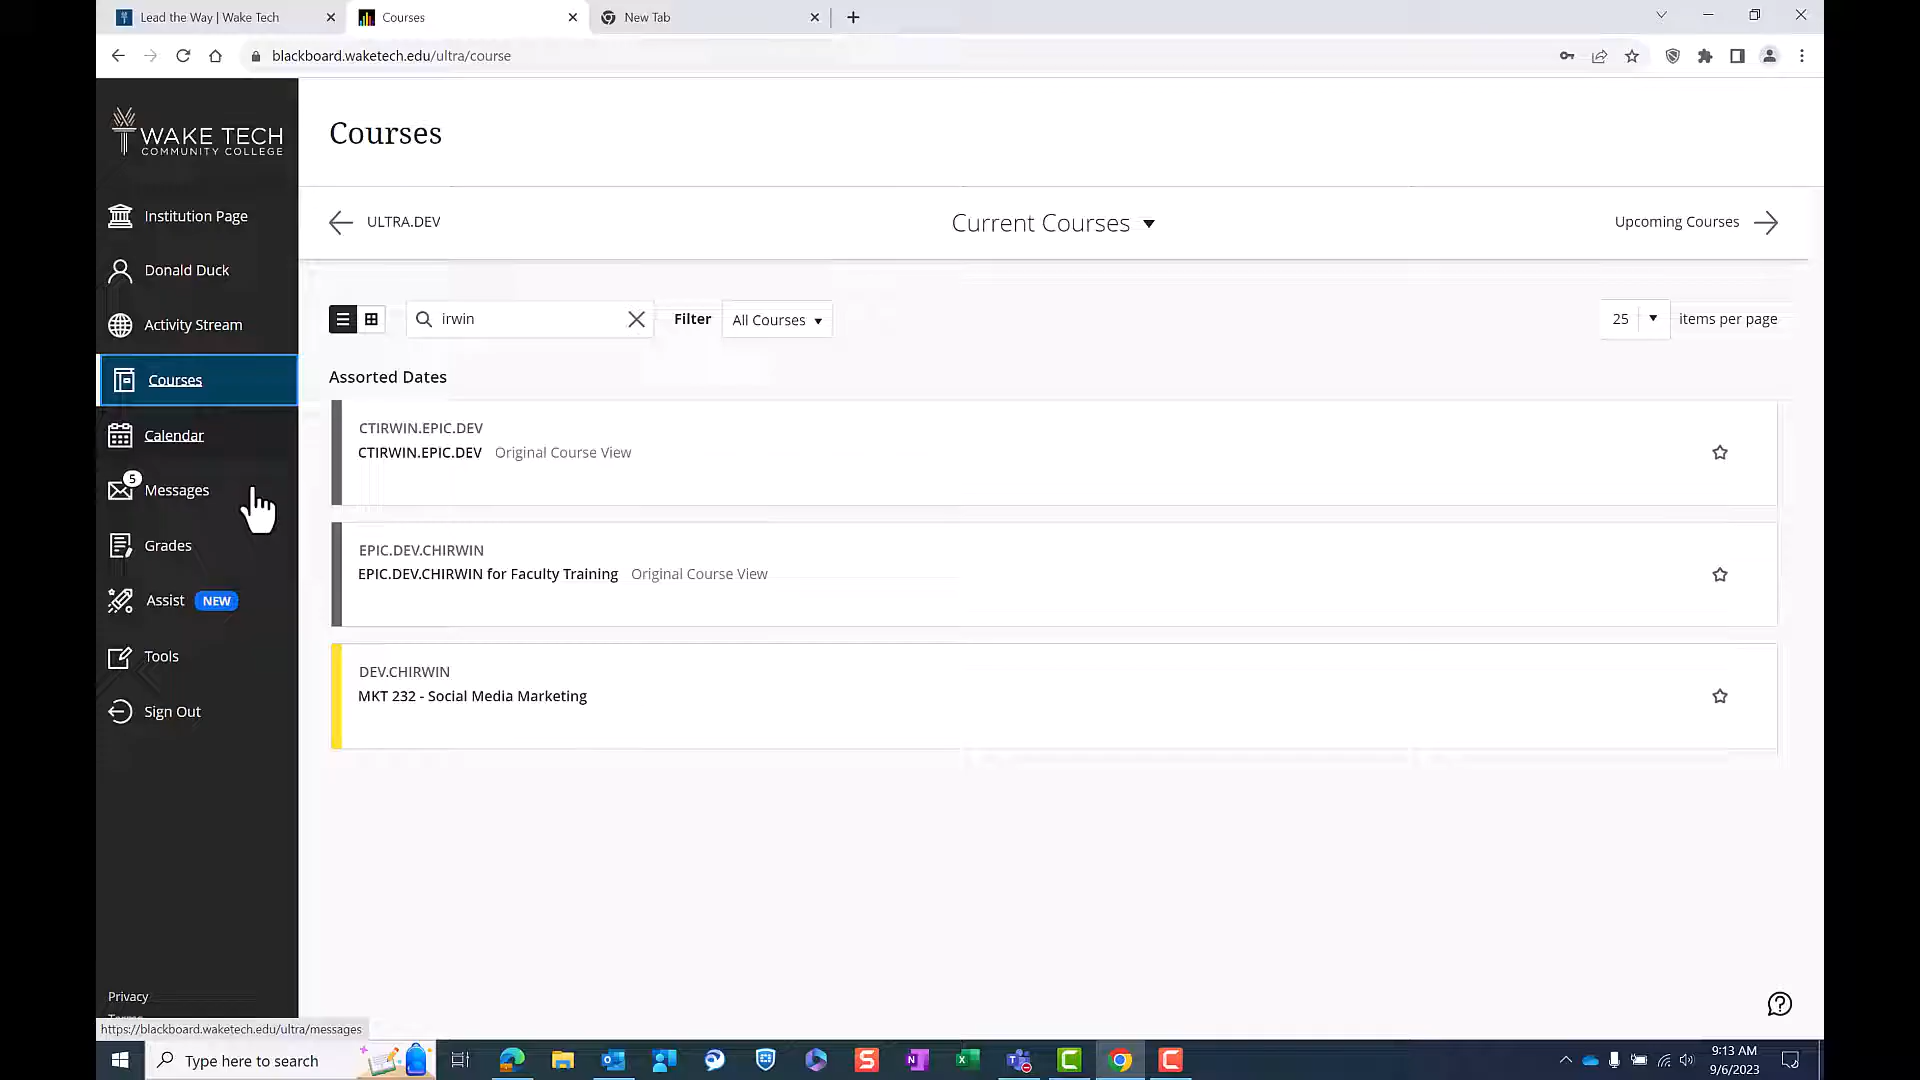 Lead the Way | Wake Tech
Courses
New Tab
blackboard.waketech.edu/ultra/course
WAKE TECH
COMMUNITY COLLEGE
Institution Page
Donald Duck
Activity Stream
Courses
Calendar
5
Messages
Grades
Assist NEW
Tools
Sign Out
Privacy
https://blackboard.waketech.edu/ultra/messages
Courses
ULTRA.DEV
Current Courses
Upcoming Courses
irwin
Filter
All Courses
25
items per page
Assorted Dates
CTIRWIN.EPIC.DEV
CTIRWIN.EPIC.DEV Original Course View
EPIC.DEV.CHIRWIN
EPIC.DEV.CHIRWIN for Faculty Training Original Course View
DEV.CHIRWIN
MKT 232 - Social Media Marketing
Type here to search
9:13 AM
9/6/2023